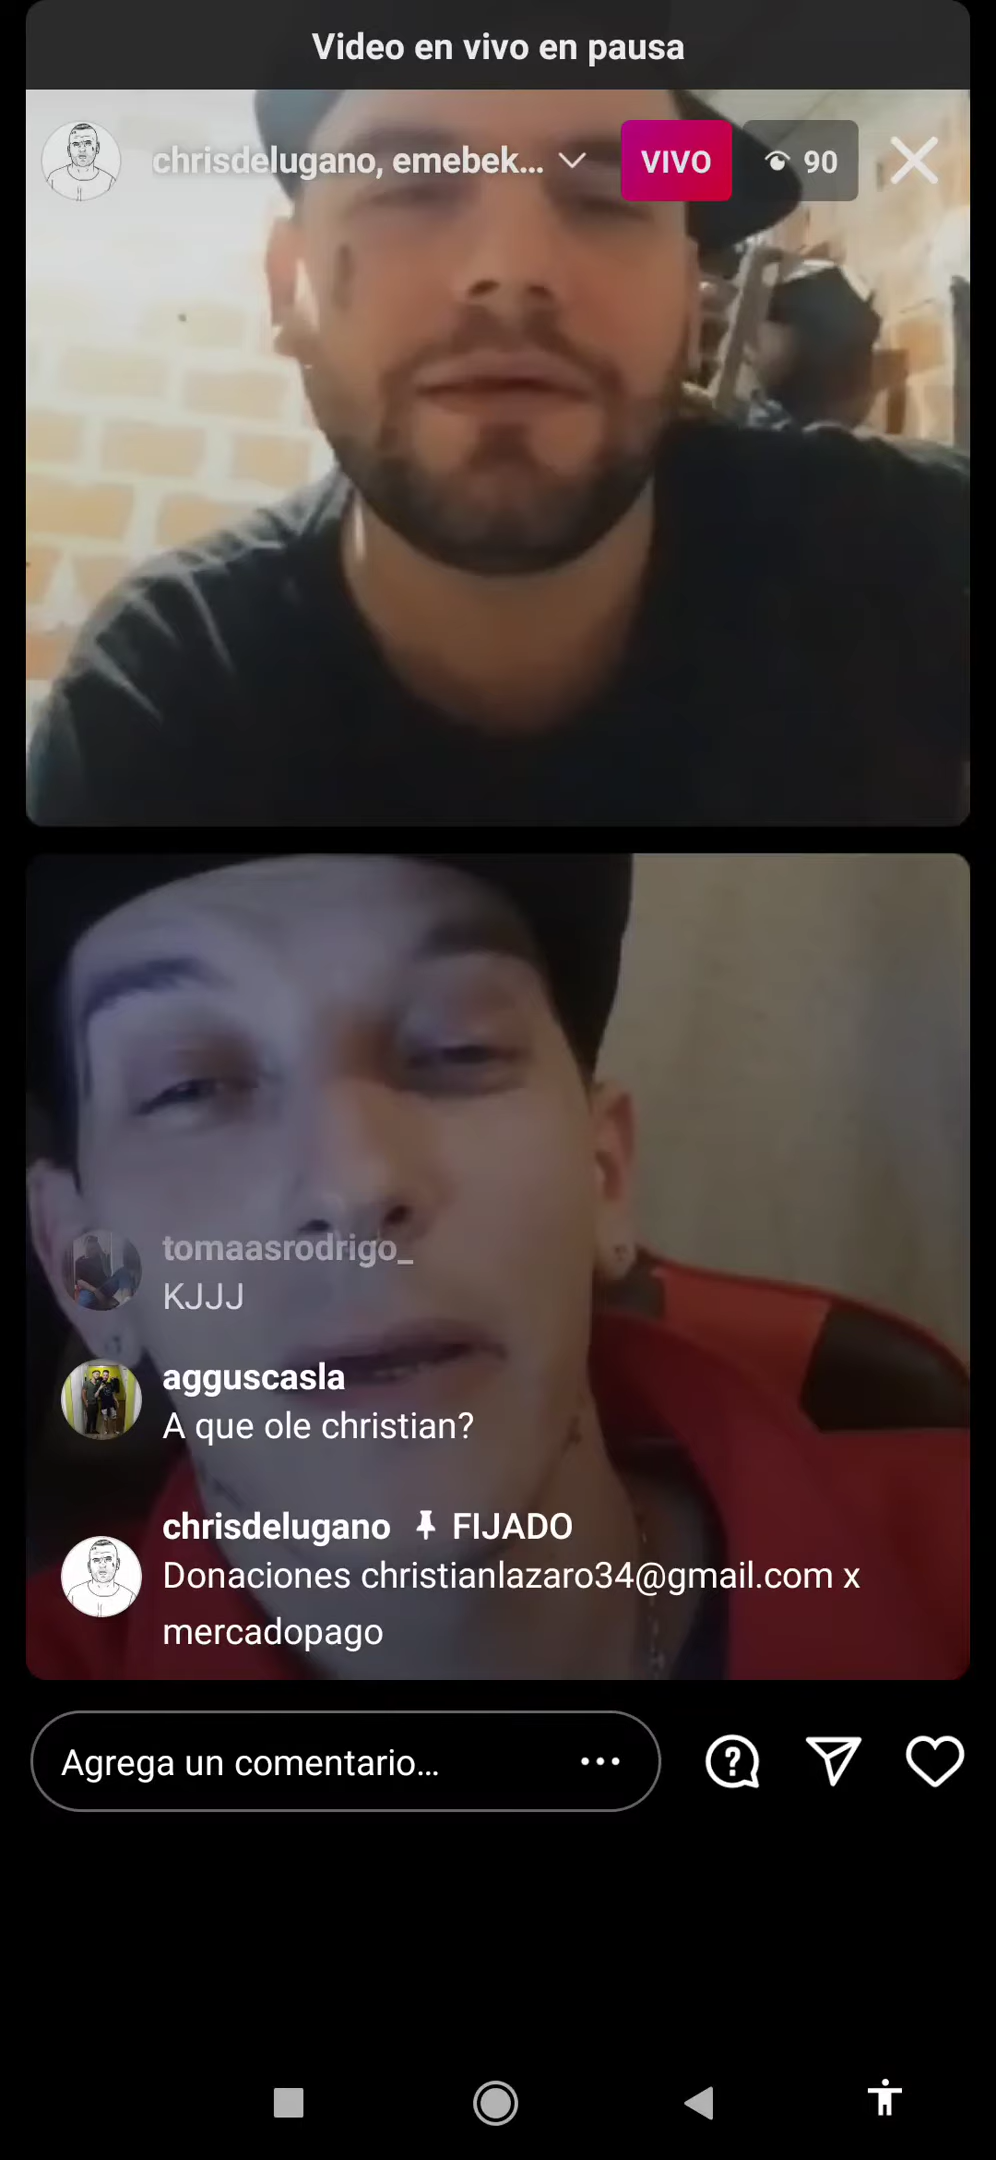 Video en vivo en pausa
chrisdelugano, emebek...
VIVO
90
tomaasrodrigo_
KJJJ
agguscasla
A que ole christian?
chrisdelugano FIJADO
Donaciones christianlazaro34@gmail.com x
mercadopago
Agrega un comentario...